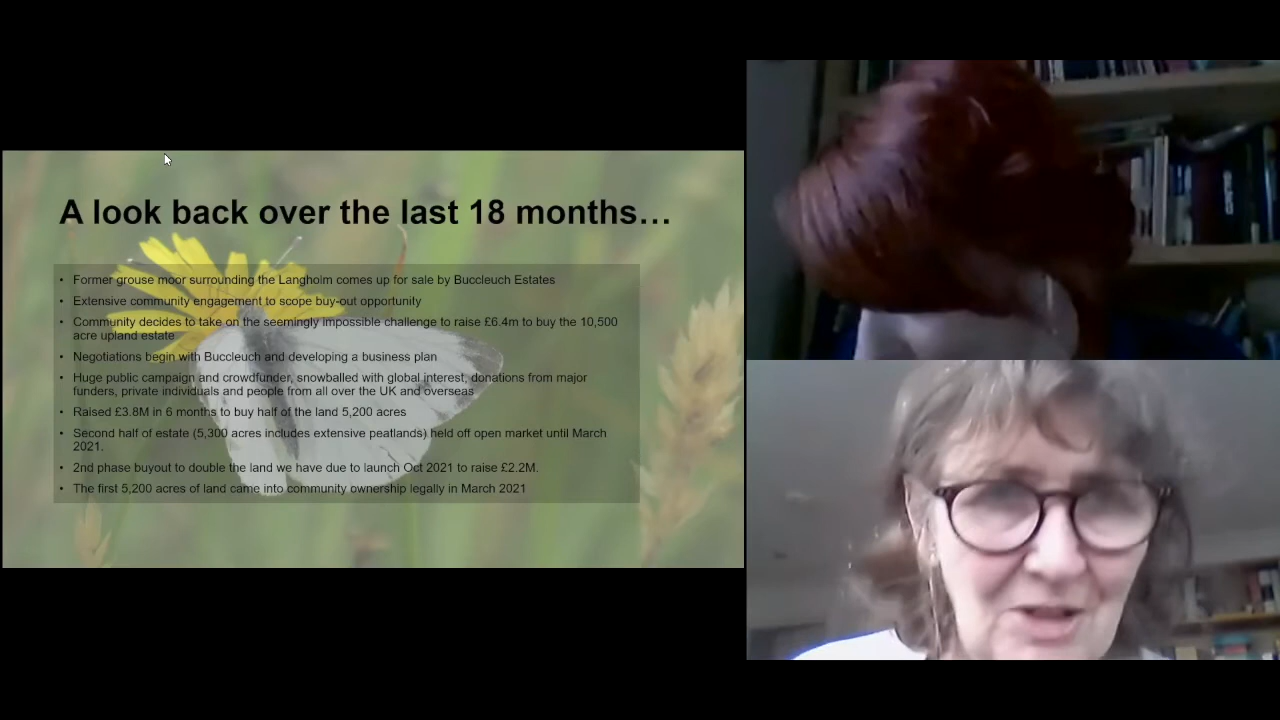 A look back over the last 18 months…
• Former grouse moor surrounding the Langholm comes up for sale by Buccleuch Estates
• Extensive community engagement to scope buy-out opportunity
• Community decides to take on the seemingly impossible challenge to raise £6.4m to buy the 10,500
acre upland estate
• Negotiations begin with Buccleuch and developing a business plan
• Huge public campaign and crowdfunder, snowballed with global interest, donations from major
funders, private individuals and people from all over the UK and overseas
• Raised £3.8M in 6 months to buy half of the land 5,200 acres
• Second half of estate (5,300 acres includes extensive peatlands) held off open market until March
2021.
• 2nd phase buyout to double the land we have due to launch Oct 2021 to raise £2.2M.
• The first 5,200 acres of land came into community ownership legally in March 2021